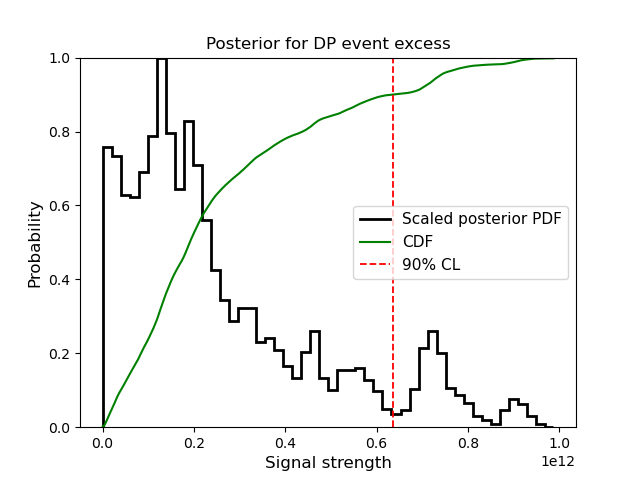 Posterior for DP event excess
1.0
0.8
0.6
0.4
0.2
0.0
Probability
Scaled posterior PDF
CDF
90% CL
0.0 0.2 0.4 0.6 0.8 1.0
1e12
Signal strength